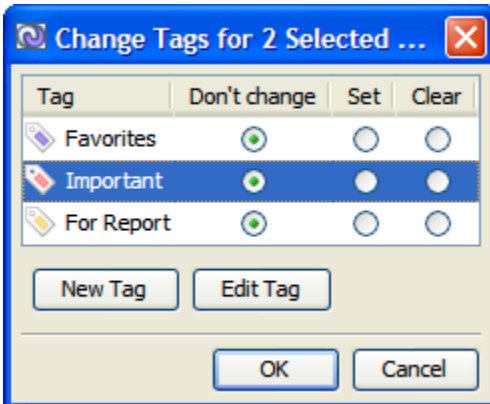 Change Tags for 2 Selected ...
Tag Don't change Set Clear
Favorites
Important
For Report
New Tag Edit Tag
OK Cancel